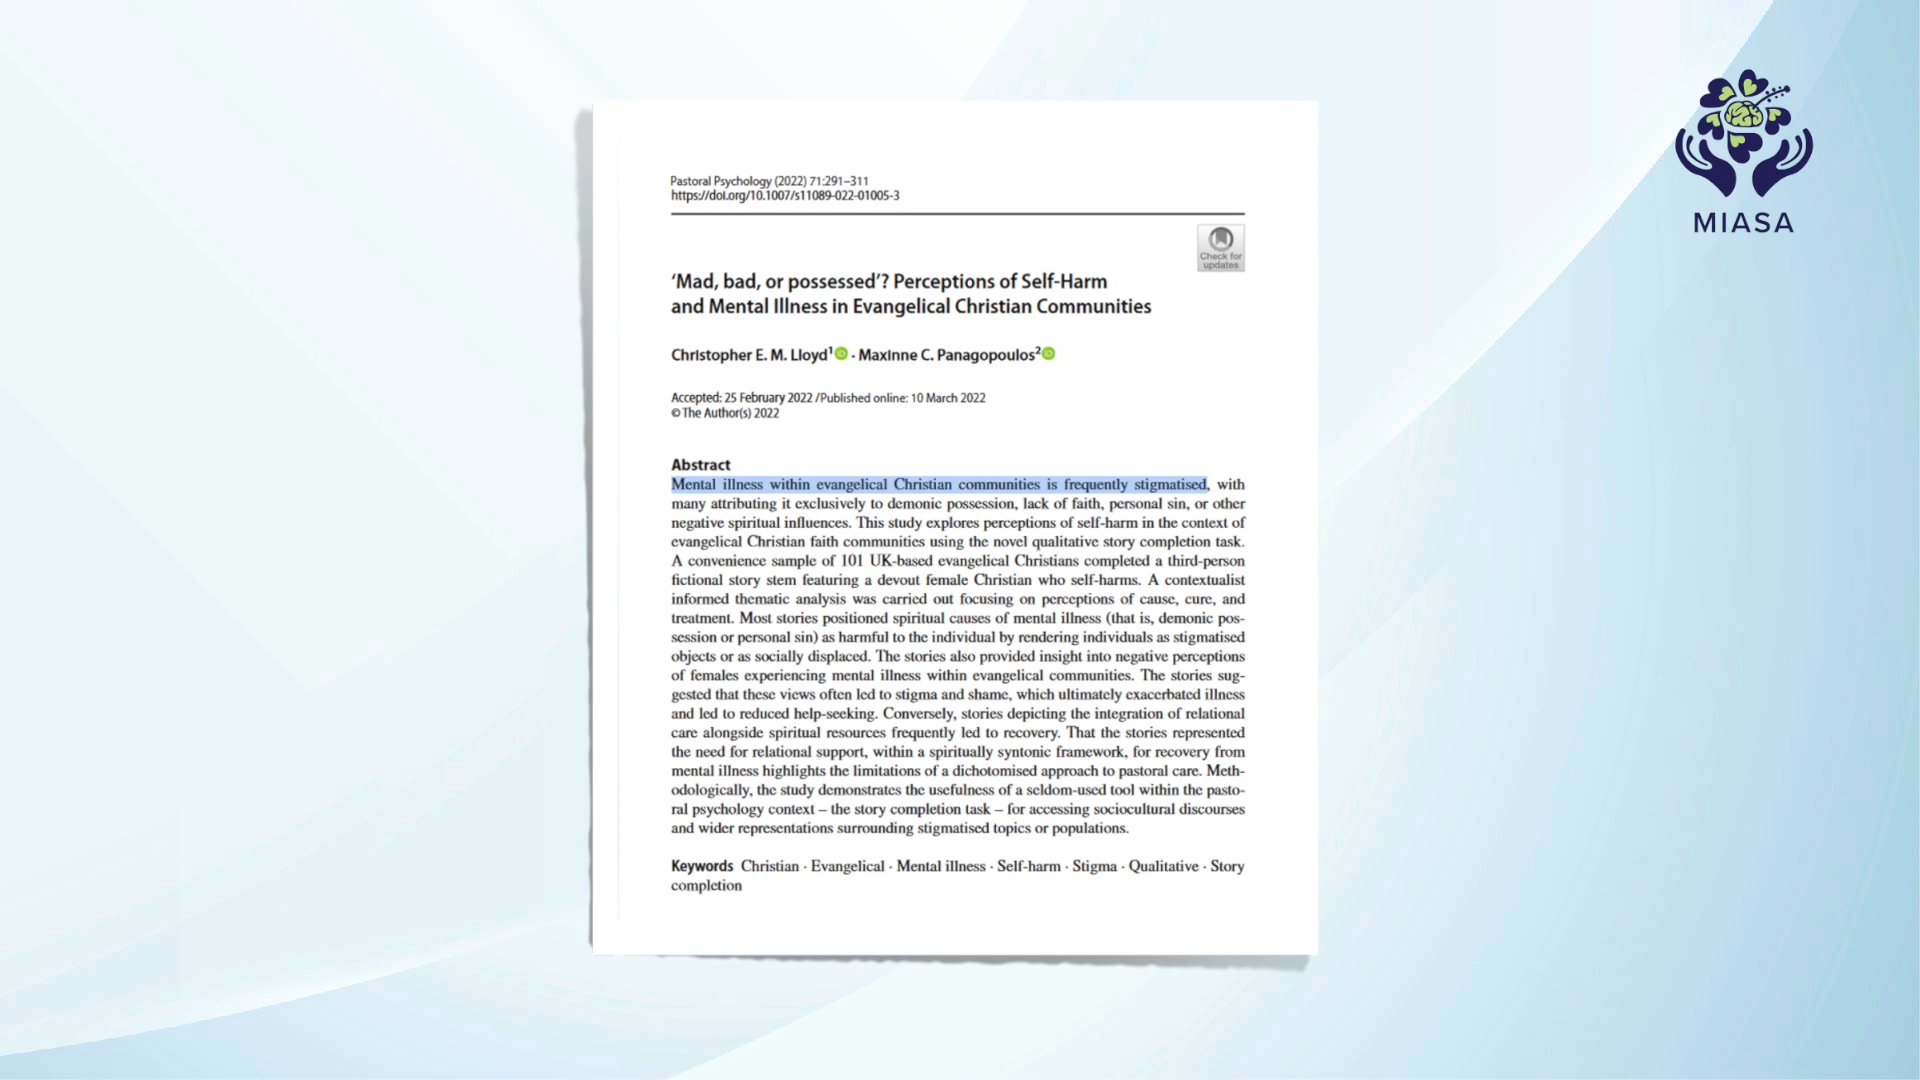 Pastoral Psychology (2022) 71:291–311
https://doi.org/10.1007/s11089-022-01005-3
Check for
updates
‘Mad, bad, or possessed’? Perceptions of Self-Harm
and Mental Illness in Evangelical Christian Communities
Christopher E. M. Lloyd1 · Maxinne C. Panagopoulos2
Accepted: 25 February 2022 /Published online: 10 March 2022
© The Author(s) 2022
Abstract
Mental illness within evangelical Christian communities is frequently stigmatised, with
many attributing it exclusively to demonic possession, lack of faith, personal sin, or other
negative spiritual influences. This study explores perceptions of self-harm in the context of
evangelical Christian faith communities using the novel qualitative story completion task.
A convenience sample of 101 UK-based evangelical Christians completed a third-person
fictional story stem featuring a devout female Christian who self-harms. A contextualist
informed thematic analysis was carried out focusing on perceptions of cause, cure, and
treatment. Most stories positioned spiritual causes of mental illness (that is, demonic pos-
session or personal sin) as harmful to the individual by rendering individuals as stigmatised
objects or as socially displaced. The stories also provided insight into negative perceptions
of females experiencing mental illness within evangelical communities. The stories sug-
gested that these views often led to stigma and shame, which ultimately exacerbated illness
and led to reduced help-seeking. Conversely, stories depicting the integration of relational
care alongside spiritual resources frequently led to recovery. That the stories represented
the need for relational support, within a spiritually syntonic framework, for recovery from
mental illness highlights the limitations of a dichotomised approach to pastoral care. Meth-
odologically, the study demonstrates the usefulness of a seldom-used tool within the pasto-
ral psychology context – the story completion task – for accessing sociocultural discourses
and wider representations surrounding stigmatised topics or populations.
Keywords Christian · Evangelical · Mental illness · Self-harm · Stigma · Qualitative · Story
completion
MIASA